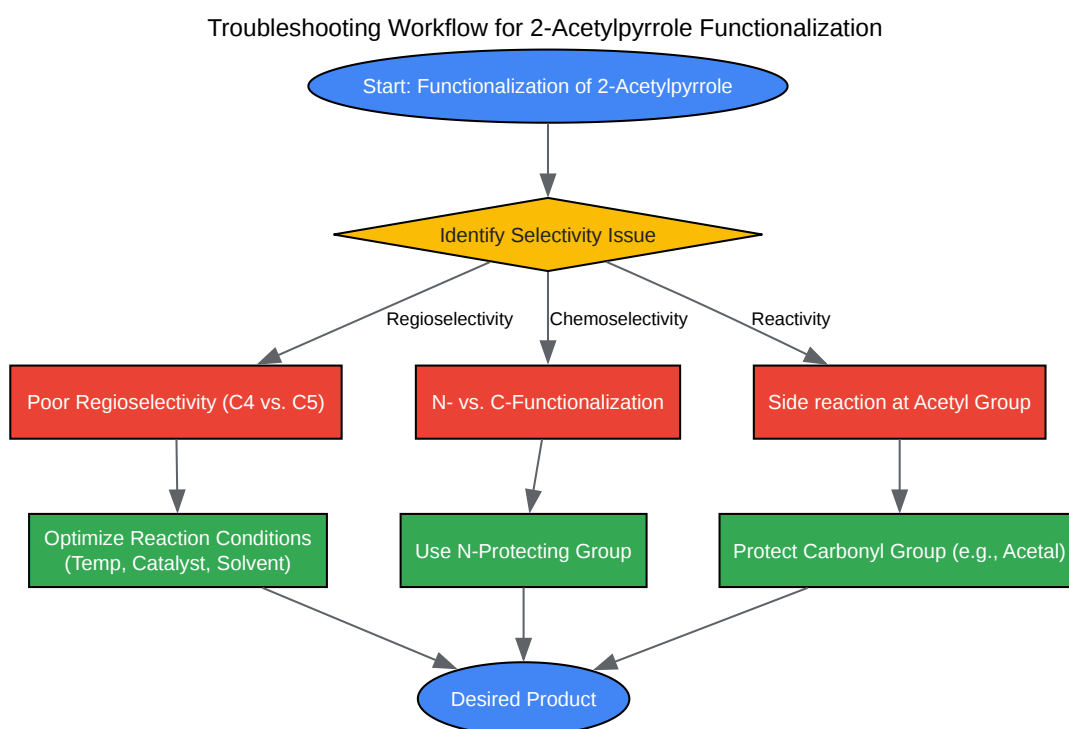 Troubleshooting Workflow for 2-Acetylpyrrole Functionalization
Start: Functionalization of 2-Acetylpyrrole
Identify Selectivity Issue
Regioselectivity
Chemoselectivity
Reactivity
Poor Regioselectivity (C4 vs. C5)
N- vs. C-Functionalization
Side reaction at Acetyl Group
Optimize Reaction Conditions
(Temp, Catalyst, Solvent)
Use N-Protecting Group
Protect Carbonyl Group (e.g., Acetal)
Desired Product